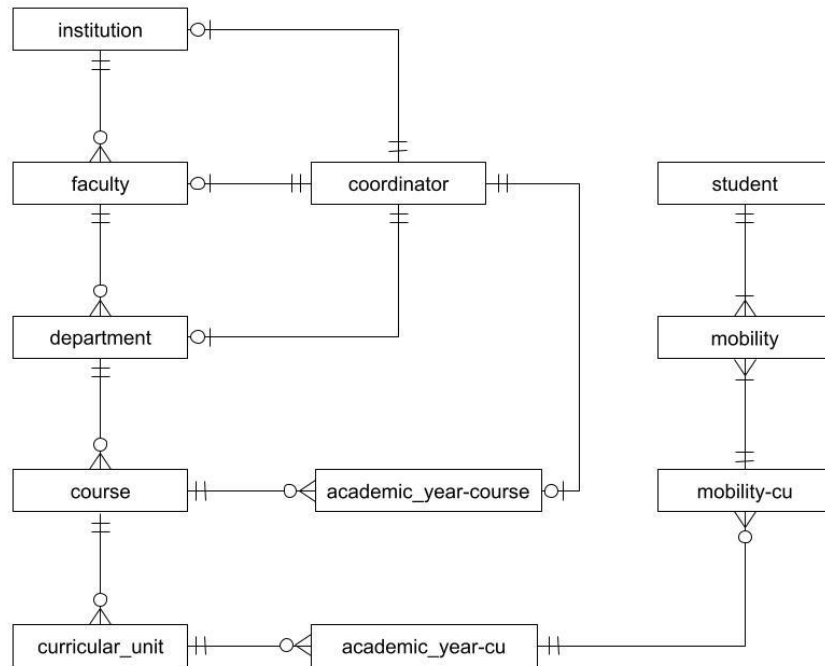 institution
faculty
coordinator
student
department
mobility
course
academic_year-course
mobility-cu
curricular_unit
academic_year-cu